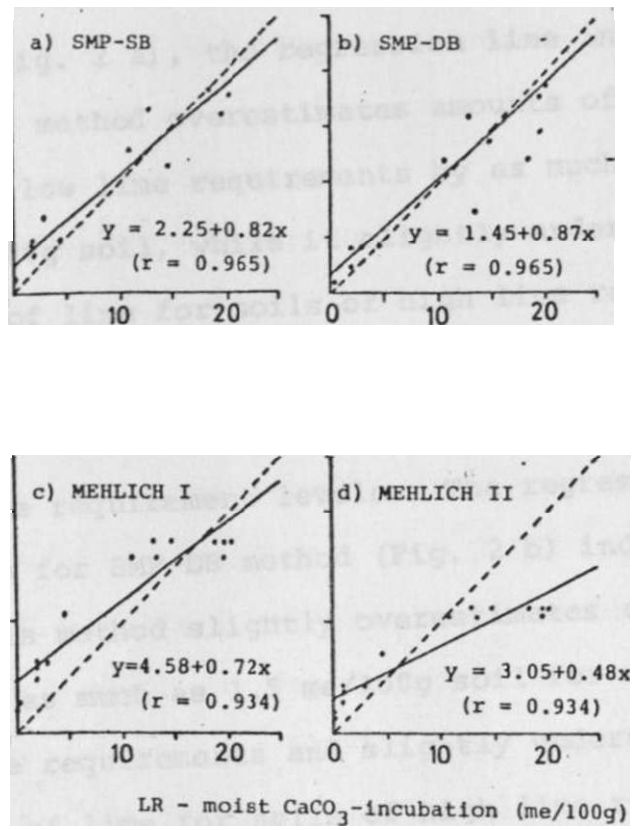 a) SMP-SB
b) SMP-DB
y = 2.25+0.82x
(r = 0.965)
y = 1.45+0.87x
(r = 0.965)
10
20
0
10
20
c) MEHLICH I
d) MEHLICH II
y=4.58+0.72x
(r = 0.934)
y = 3.05+0.48x
(r = 0.934)
0
10
20
0
10
20
LR - moist CaCO₃-incubation (me/100g)